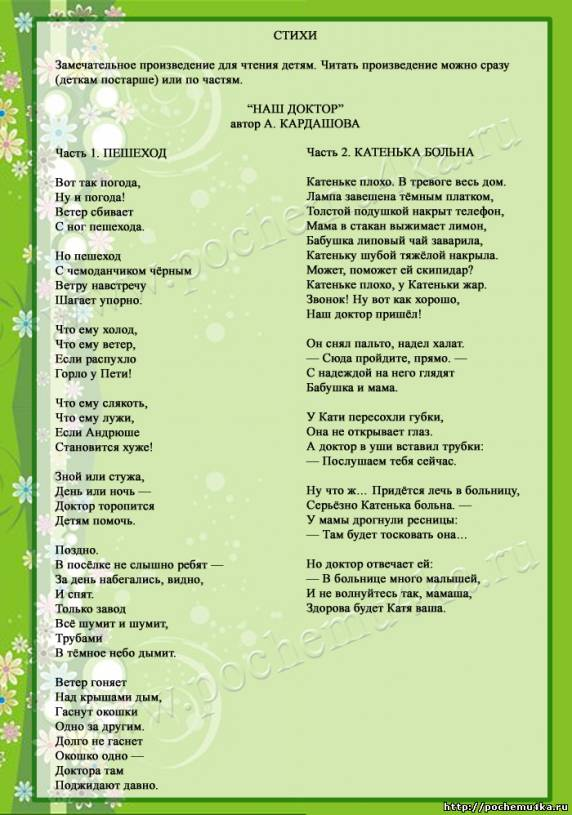 СТИХИ
Замечательное произведение для чтения детям. Читать произведение можно сразу
(деткам постарше) или по частям.
“НАШ ДОКТОР”
автор А. КАРДАШОВА
Часть 1. ПЕШЕХОД
Вот так погода,
Ну и погода!
Ветер сбивает
С ног пешехода.
Но пешеход
С чемоданчиком чёрным
Ветру навстречу
Шагает упорно.
Что ему холод,
Что ему ветер,
Если распухло
Горло у Пети!
Что ему слякоть,
Что ему лужи,
Если Андрюше
Становится хуже!
Зной или стужа,
День или ночь —
Доктор торопится
Детям помочь.
Поздно.
В посёлке не слышно ребят —
За день набегались, видно,
И спят.
Только завод
Всё шумит и шумит,
Трубами
В тёмное небо дымит.
Ветер гоняет
Над крышами дым,
Гаснут окошки
Одно за другим.
Долго не гаснет
Окошко одно —
Доктора там
Поджидают давно.
Часть 2. КАТЕНЬКА БОЛЬНА
Катеньке плохо. В тревоге весь дом.
Лампа завешена тёмным платком,
Толстой подушкой накрыт телефон,
Мама в стакан выжимает лимон,
Бабушка липовый чай заварила,
Катеньку шубой тяжёлой накрыла.
Может, поможет ей скипидар?
Катеньке плохо, у Катеньки жар.
Звонок! Ну вот как хорошо,
Наш доктор пришёл!
Он снял пальто, надел халат.
— Сюда пройдите, прямо. —
С надеждой на него глядят
Бабушка и мама.
У Кати пересохли губки,
Она не открывает глаз.
А доктор в уши вставил трубки:
— Послушаем тебя сейчас.
Ну что ж… Придётся лечь в больницу,
Серьёзно Катенька больна. —
У мамы дрогнули ресницы:
— Там будет тосковать она…
Но доктор отвечает ей:
— В больнице много малышей,
И не волнуйтесь так, мамаша,
Здорова будет Катя ваша.
www.pochemu4ka.ru
www.pochemu4ka.ru
http://pochemu4ka.ru